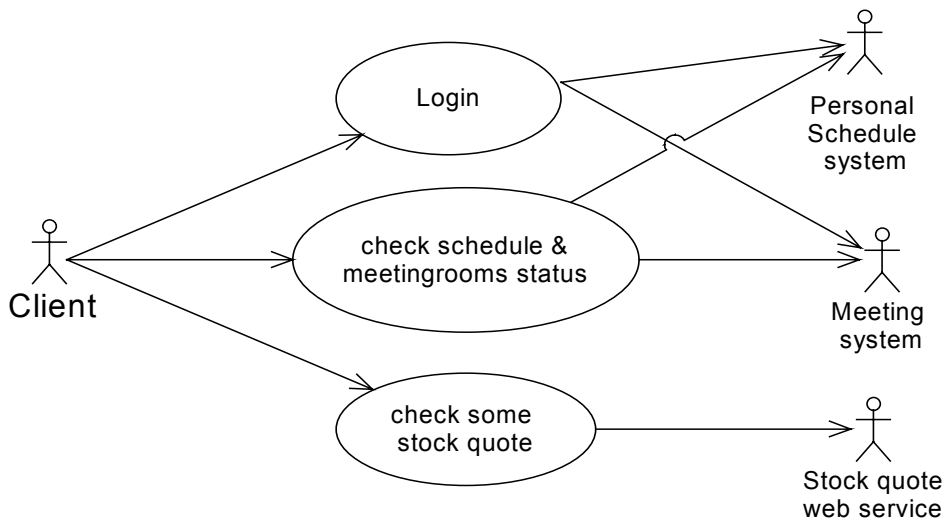 Login
Personal
Schedule
system
check schedule &
meetingrooms status
Client
Meeting
system
check some
stock quote
Stock quote
web service